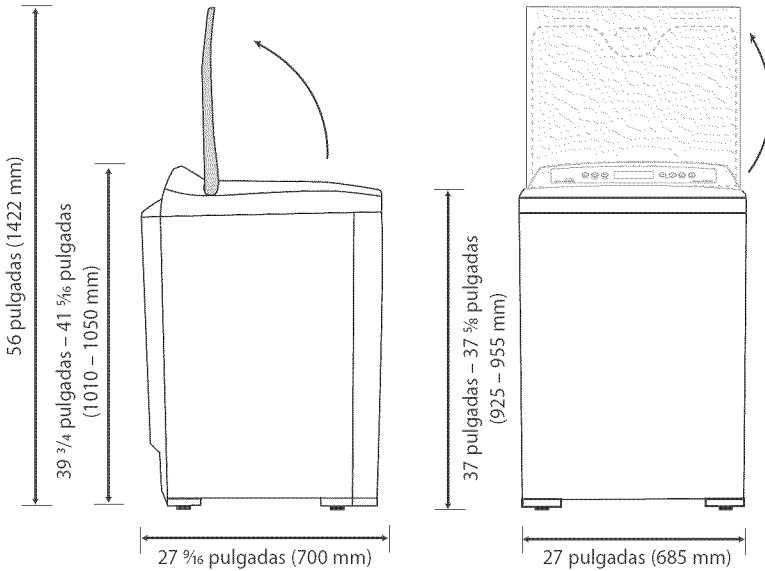 56 pulgadas (1422 mm)
39 3/4 pulgadas – 41 5/16 pulgadas
(1010 – 1050 mm)
37 pulgadas – 37 5/8 pulgadas
(925 – 955 mm)
27 9/16 pulgadas (700 mm)
27 pulgadas (685 mm)